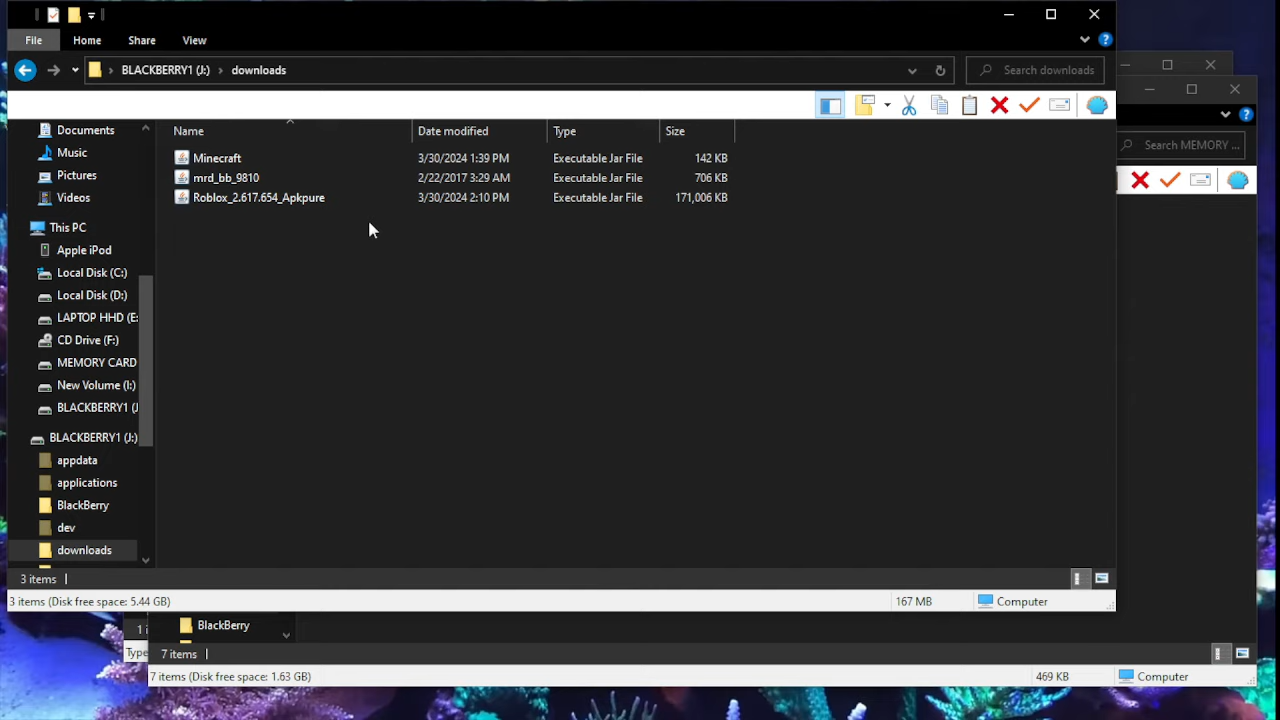 File Home Share View
BLACKBERRY1 (J:) > downloads
Search downloads
Search MEMORY ...
Name Date modified Type Size
Documents
Music
Pictures
Videos
This PC
Apple iPod
Local Disk (C:)
Local Disk (D:)
LAPTOP HHD (E:
CD Drive (F:)
MEMORY CARD
New Volume (I:)
BLACKBERRY1 (J
BLACKBERRY1 (J:)
appdata
applications
BlackBerry
dev
downloads
Minecraft 3/30/2024 1:39 PM Executable Jar File 142 KB
mrd_bb_9810 2/22/2017 3:29 AM Executable Jar File 706 KB
Roblox_2.617.654_Apkpure 3/30/2024 2:10 PM Executable Jar File 171,006 KB
3 items
3 items (Disk free space: 5.44 GB) 167 MB Computer
1 i
BlackBerry
Type
7 items
7 items (Disk free space: 1.63 GB) 469 KB Computer